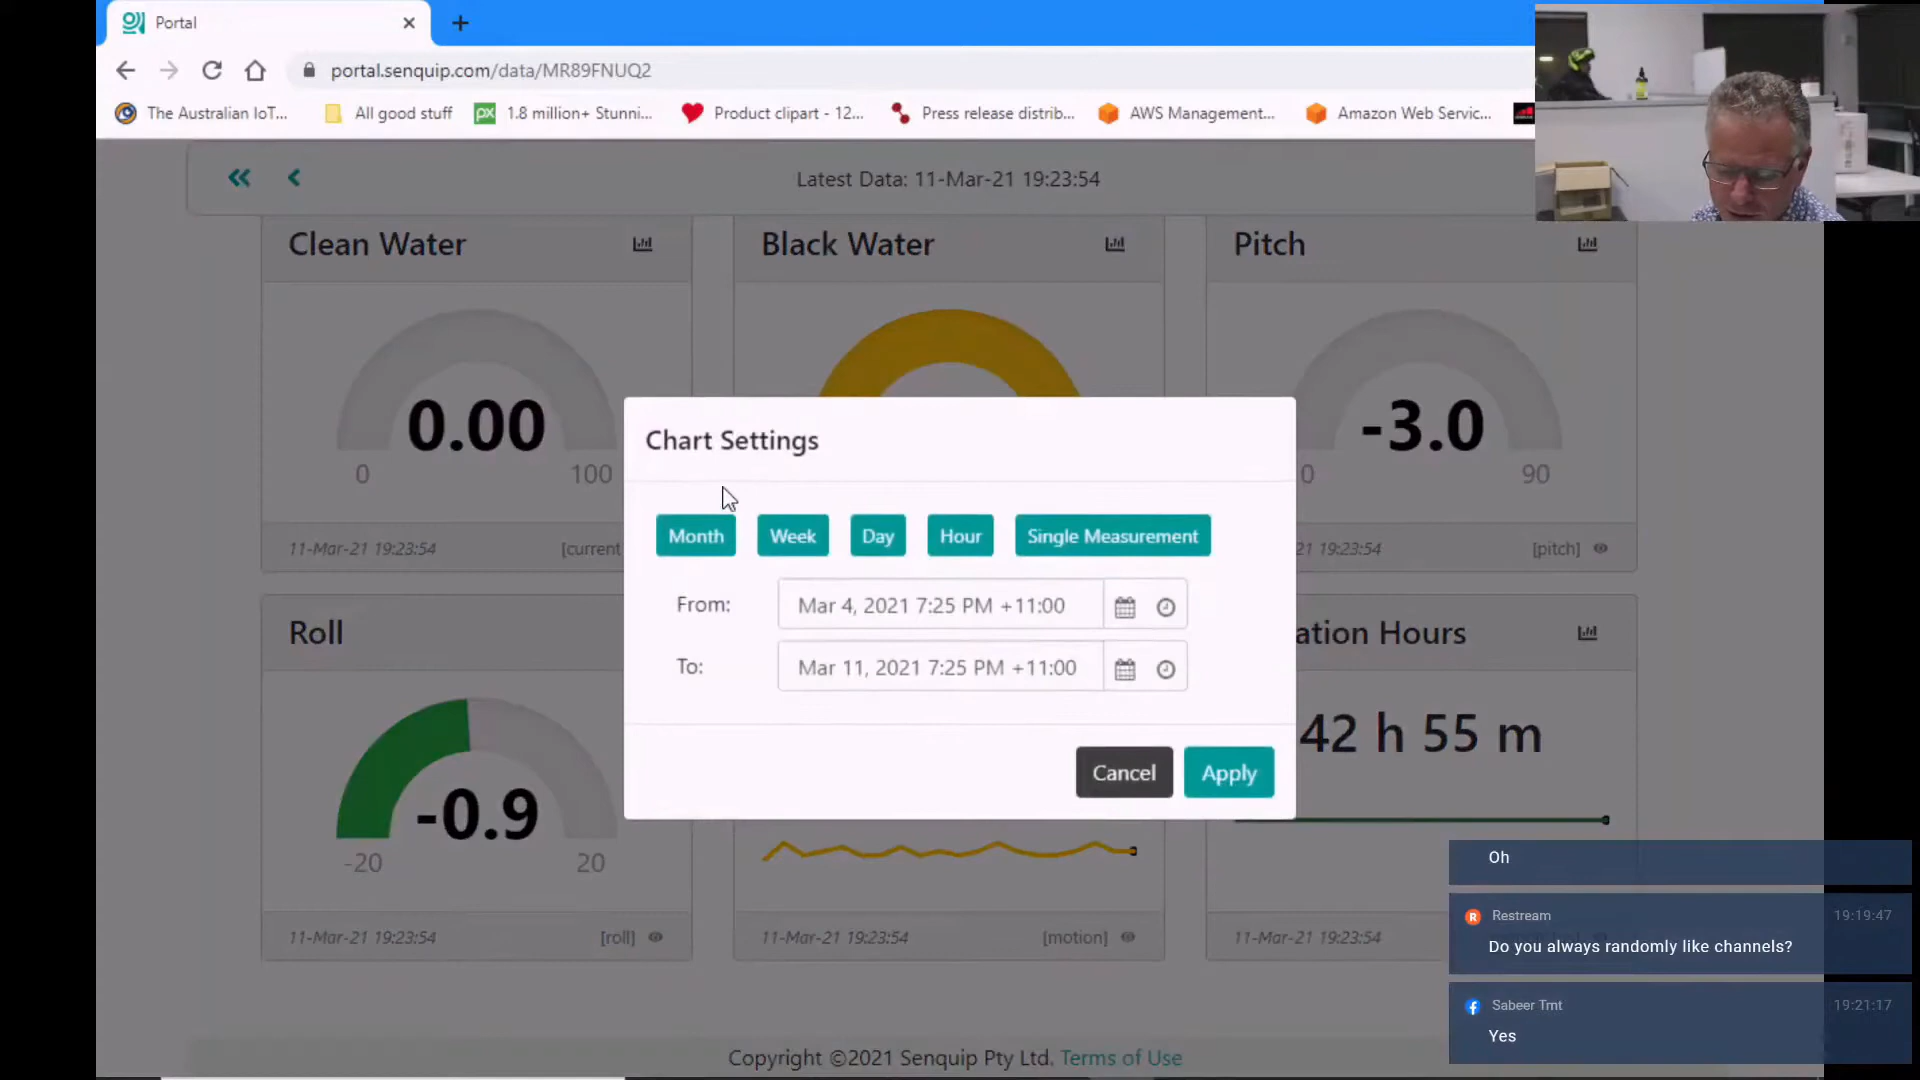 Portal
portal.senquip.com/data/MR89FNUQ2
The Australian IoT...
All good stuff
px
1.8 million+ Stunni...
Product clipart - 12...
Press release distrib...
AWS Management...
Amazon Web Servic...
Latest Data: 11-Mar-21 19:23:54
Clean Water
Black Water
Pitch
0.00
0
100
-3.0
0
90
11-Mar-21 19:23:54
[current
21 19:23:54
[pitch]
Chart Settings
Month
Week
Day
Hour
Single Measurement
From:
Mar 4, 2021 7:25 PM +11:00
To:
Mar 11, 2021 7:25 PM +11:00
Cancel
Apply
Roll
-0.9
-20
20
ation Hours
42 h 55 m
11-Mar-21 19:23:54
[roll]
11-Mar-21 19:23:54
[motion]
11-Mar-21 19:23:54
Oh
R
Restream
19:19:47
Do you always randomly like channels?
Sabeer Tmt
19:21:17
Yes
Copyright ©2021 Senquip Pty Ltd. Terms of Use